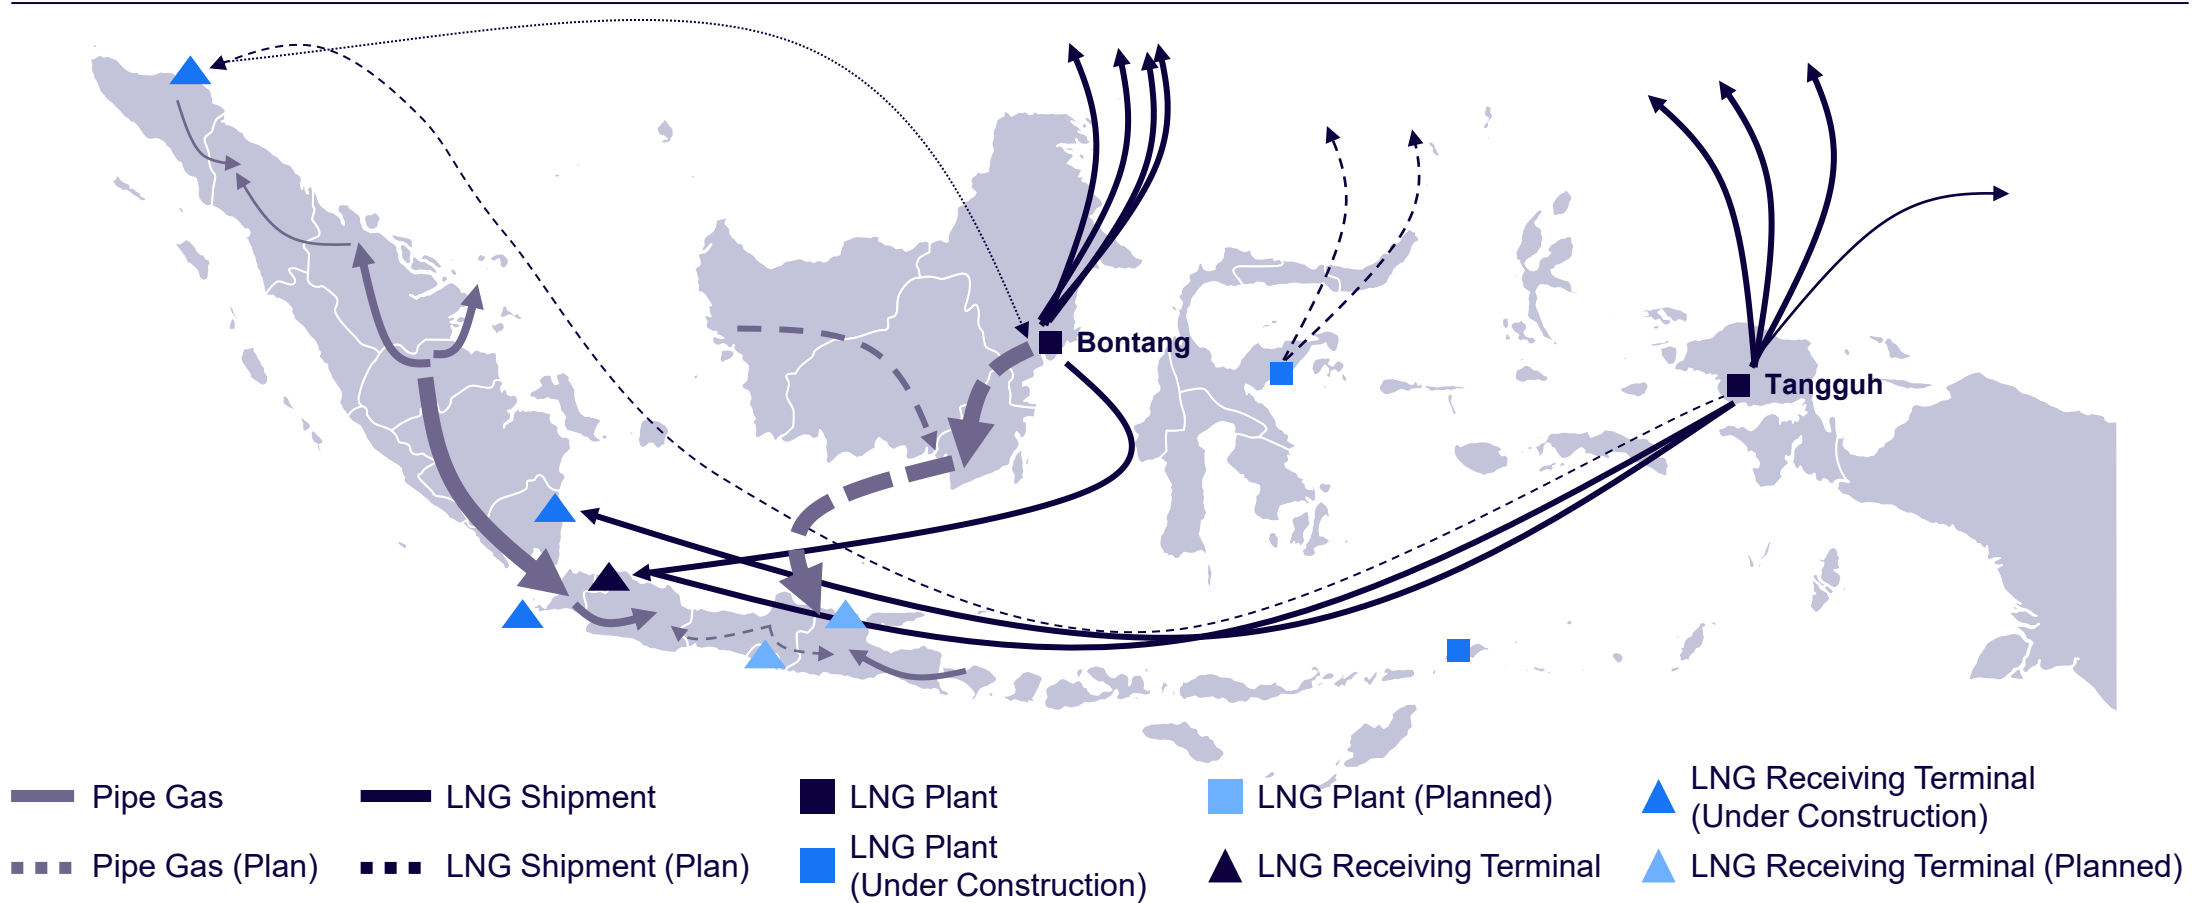 Bontang
Tangguh
Pipe Gas
LNG Shipment
LNG Plant
LNG Plant (Planned)
LNG Receiving Terminal
(Under Construction)
Pipe Gas (Plan)
LNG Shipment (Plan)
LNG Plant
(Under Construction)
LNG Receiving Terminal
LNG Receiving Terminal (Planned)